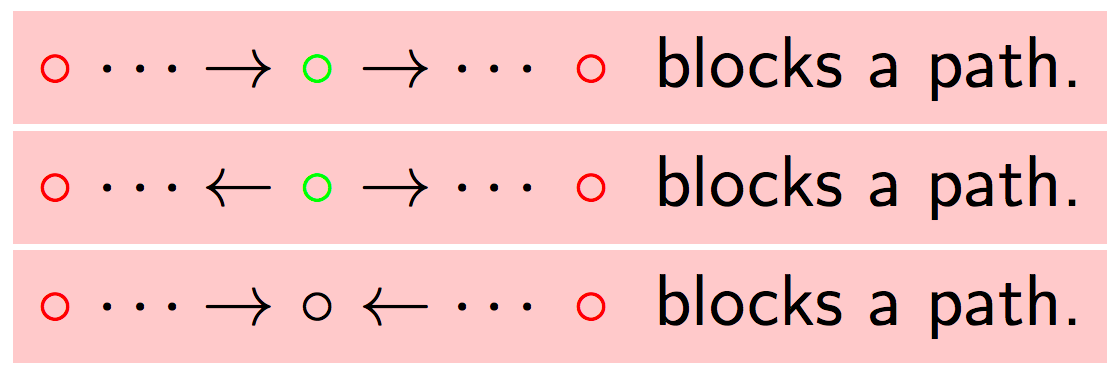 ○ ⋯ → ○ → ⋯ ○ blocks a path.
○ ⋯ ← ○ → ⋯ ○ blocks a path.
○ ⋯ → ○ ← ⋯ ○ blocks a path.